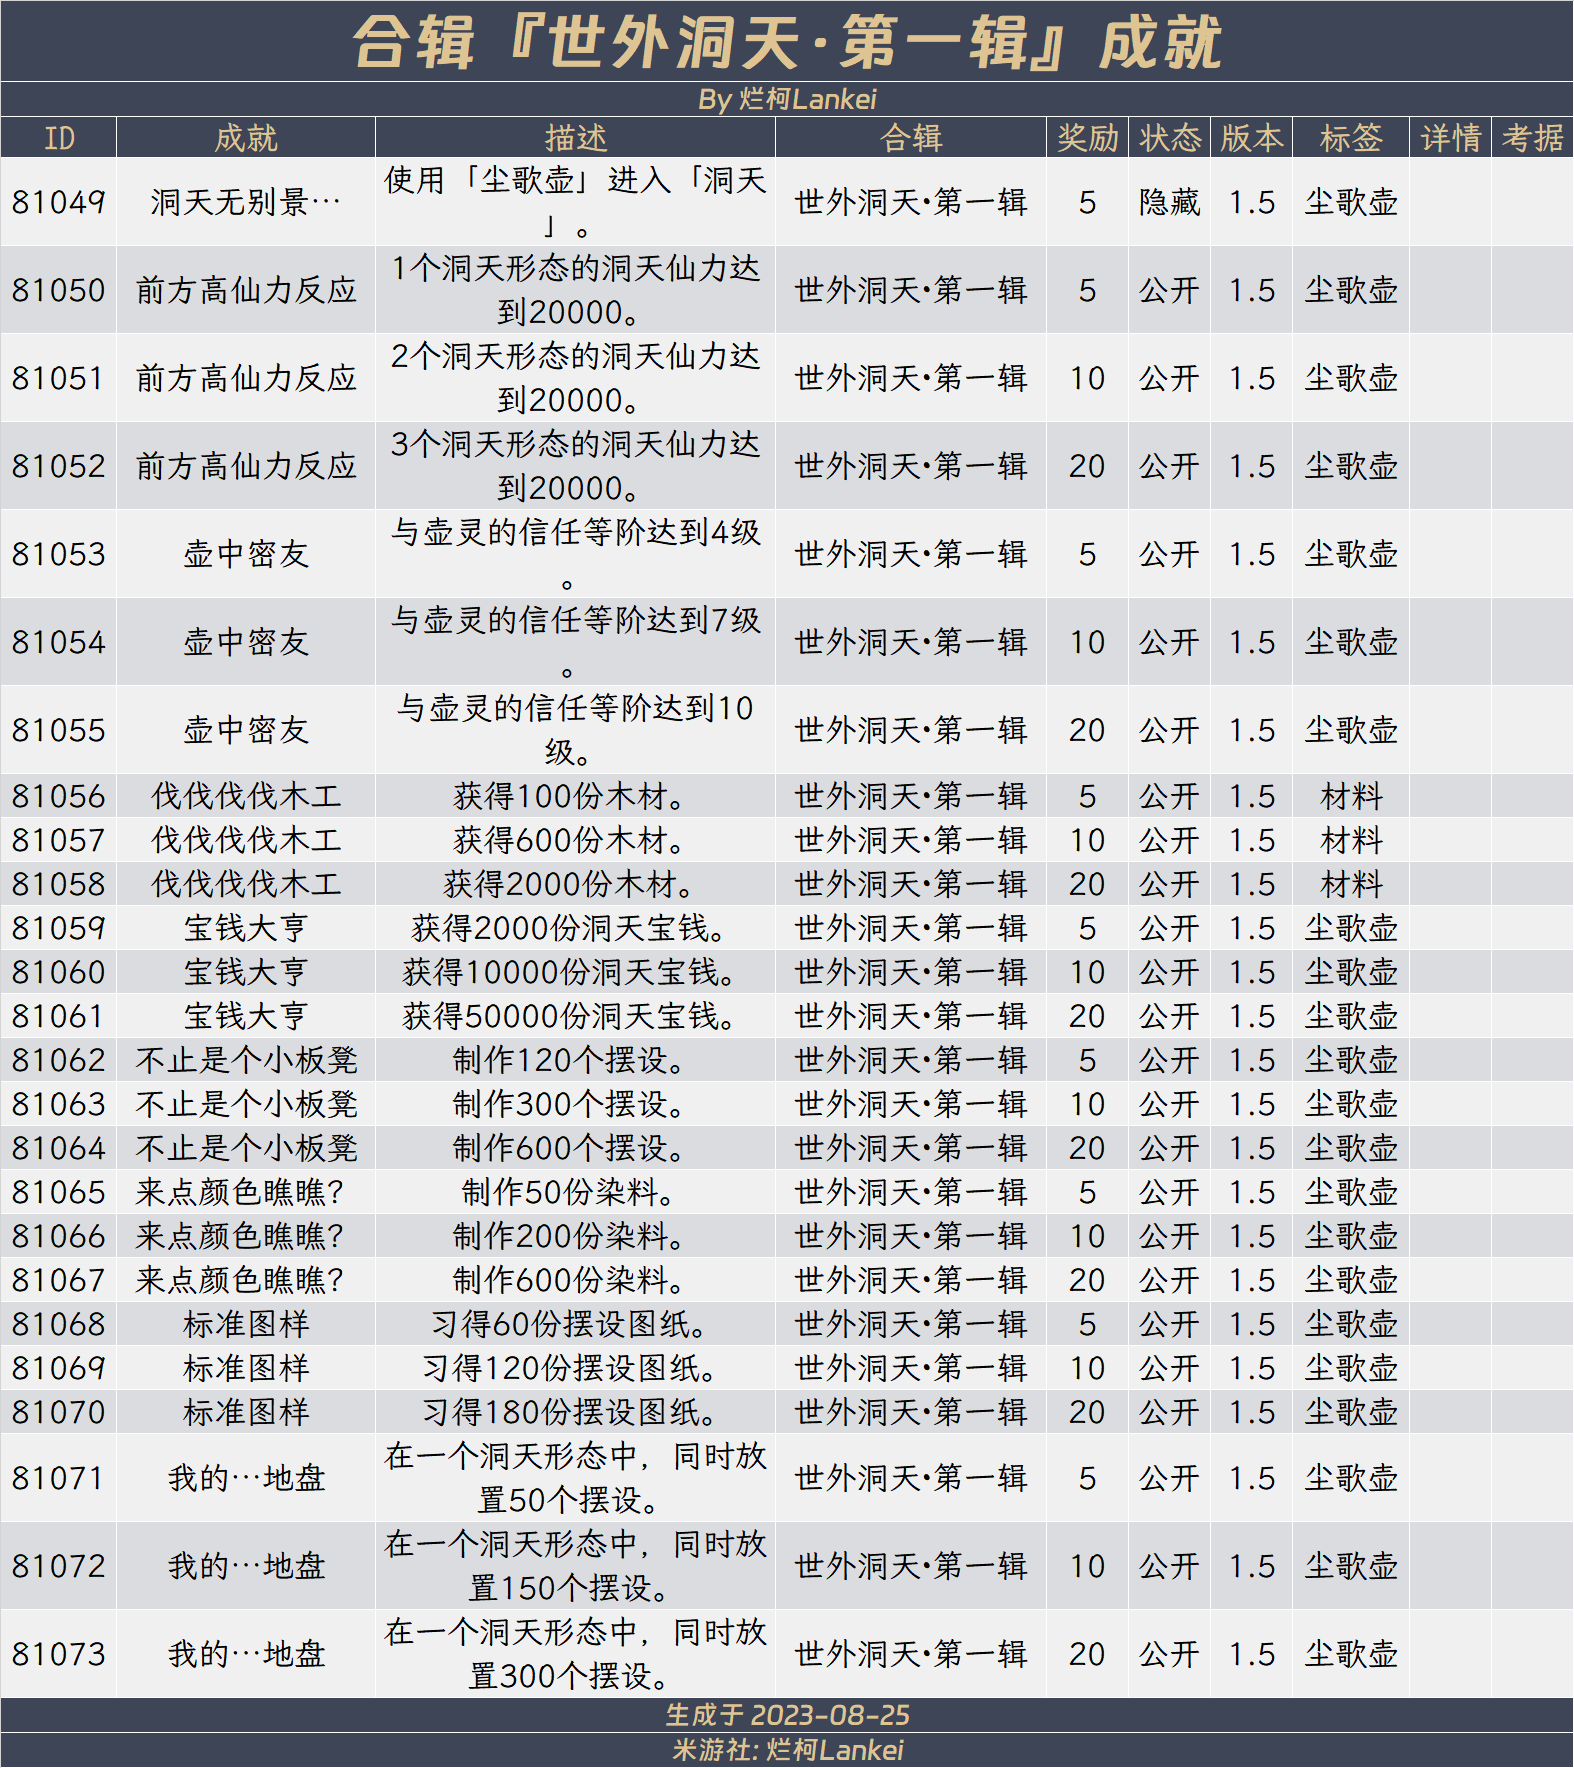 合辑『世外洞天·第一辑』成就
By 烂柯Lankei
ID 成就 描述 合辑 奖励 状态 版本 标签 详情 考据
81049 洞天无别景… 使用「尘歌壶」进入「洞天
」。 世外洞天·第一辑 5 隐藏 1.5 尘歌壶
81050 前方高仙力反应 1个洞天形态的洞天仙力达
到20000。 世外洞天·第一辑 5 公开 1.5 尘歌壶
81051 前方高仙力反应 2个洞天形态的洞天仙力达
到20000。 世外洞天·第一辑 10 公开 1.5 尘歌壶
81052 前方高仙力反应 3个洞天形态的洞天仙力达
到20000。 世外洞天·第一辑 20 公开 1.5 尘歌壶
81053 壶中密友 与壶灵的信任等阶达到4级
。 世外洞天·第一辑 5 公开 1.5 尘歌壶
81054 壶中密友 与壶灵的信任等阶达到7级
。 世外洞天·第一辑 10 公开 1.5 尘歌壶
81055 壶中密友 与壶灵的信任等阶达到10
级。 世外洞天·第一辑 20 公开 1.5 尘歌壶
81056 伐伐伐伐木工 获得100份木材。 世外洞天·第一辑 5 公开 1.5 材料
81057 伐伐伐伐木工 获得600份木材。 世外洞天·第一辑 10 公开 1.5 材料
81058 伐伐伐伐木工 获得2000份木材。 世外洞天·第一辑 20 公开 1.5 材料
81059 宝钱大亨 获得2000份洞天宝钱。 世外洞天·第一辑 5 公开 1.5 尘歌壶
81060 宝钱大亨 获得10000份洞天宝钱。 世外洞天·第一辑 10 公开 1.5 尘歌壶
81061 宝钱大亨 获得50000份洞天宝钱。 世外洞天·第一辑 20 公开 1.5 尘歌壶
81062 不止是个小板凳 制作120个摆设。 世外洞天·第一辑 5 公开 1.5 尘歌壶
81063 不止是个小板凳 制作300个摆设。 世外洞天·第一辑 10 公开 1.5 尘歌壶
81064 不止是个小板凳 制作600个摆设。 世外洞天·第一辑 20 公开 1.5 尘歌壶
81065 来点颜色瞧瞧? 制作50份染料。 世外洞天·第一辑 5 公开 1.5 尘歌壶
81066 来点颜色瞧瞧? 制作200份染料。 世外洞天·第一辑 10 公开 1.5 尘歌壶
81067 来点颜色瞧瞧? 制作600份染料。 世外洞天·第一辑 20 公开 1.5 尘歌壶
81068 标准图样 习得60份摆设图纸。 世外洞天·第一辑 5 公开 1.5 尘歌壶
81069 标准图样 习得120份摆设图纸。 世外洞天·第一辑 10 公开 1.5 尘歌壶
81070 标准图样 习得180份摆设图纸。 世外洞天·第一辑 20 公开 1.5 尘歌壶
81071 我的…地盘 在一个洞天形态中，同时放
置50个摆设。 世外洞天·第一辑 5 公开 1.5 尘歌壶
81072 我的…地盘 在一个洞天形态中，同时放
置150个摆设。 世外洞天·第一辑 10 公开 1.5 尘歌壶
81073 我的…地盘 在一个洞天形态中，同时放
置300个摆设。 世外洞天·第一辑 20 公开 1.5 尘歌壶
生成于 2023-08-25
米游社: 烂柯Lankei